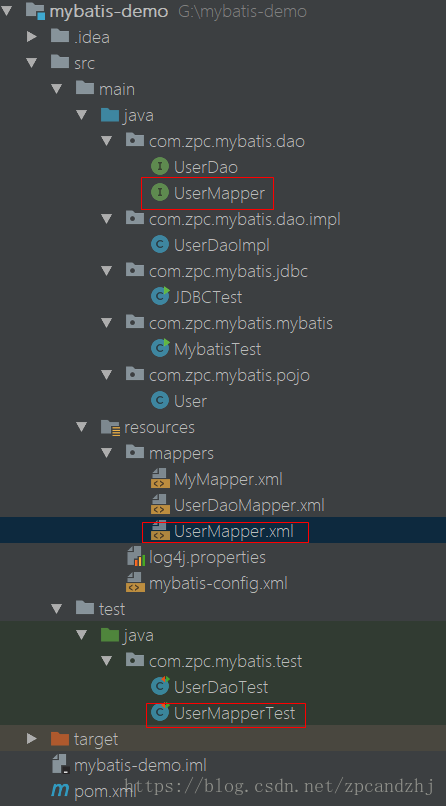 mybatis-demo G:\mybatis-demo
.idea
src
main
java
com.zpc.mybatis.dao
UserDao
UserMapper
com.zpc.mybatis.dao.impl
UserDaoImpl
com.zpc.mybatis.jdbc
JDBCTest
com.zpc.mybatis.mybatis
MybatisTest
com.zpc.mybatis.pojo
User
resources
mappers
MyMapper.xml
UserDaoMapper.xml
UserMapper.xml
log4j.properties
mybatis-config.xml
test
java
com.zpc.mybatis.test
UserDaoTest
UserMapperTest
target
mybatis-demo.iml
https://blog.csdn.net/zpcandzhj
pom.xml